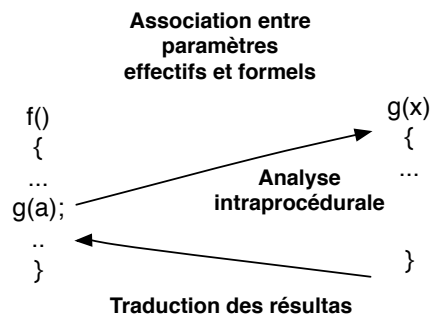 Association entre
paramètres
effectifs et formels
f()
{
...
g(a);
..
}
g(x)
{
...
}
Analyse
intraprocédurale
Traduction des résultas